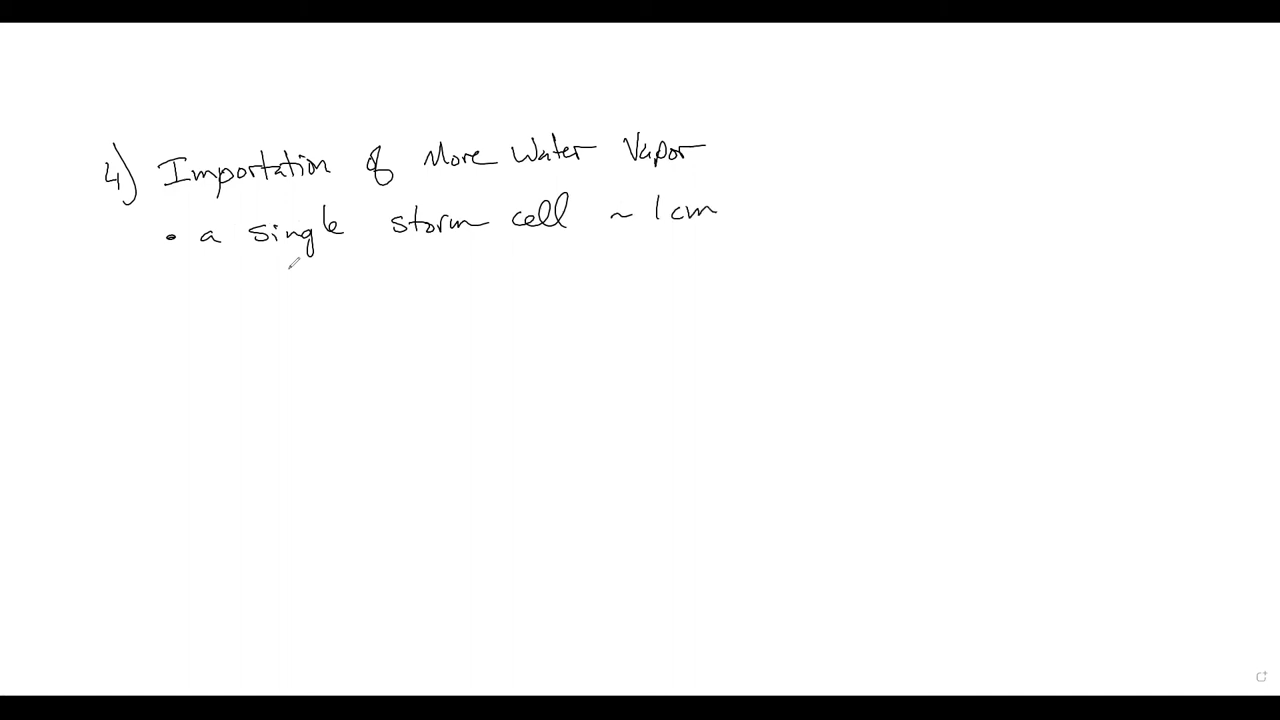 4) Importation of More Water Vapor
• a single storm cell ~ 1cm